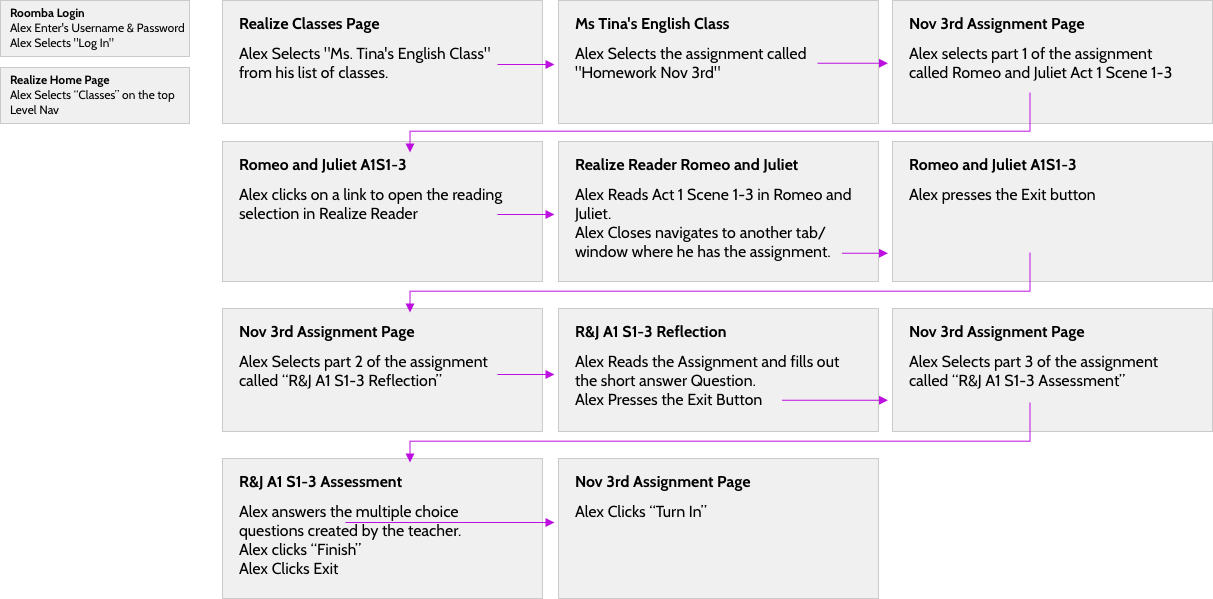 Roomba Login
Alex Enter's Username & Password
Alex Selects "Log In"
Realize Home Page
Alex Selects “Classes” on the top
Level Nav
Realize Classes Page
Alex Selects "Ms. Tina's English Class"
from his list of classes.
Ms Tina's English Class
Alex Selects the assignment called
"Homework Nov 3rd"
Nov 3rd Assignment Page
Alex selects part 1 of the assignment
called Romeo and Juliet Act 1 Scene 1-3
Romeo and Juliet A1S1-3
Alex clicks on a link to open the reading
selection in Realize Reader
Realize Reader Romeo and Juliet
Alex Reads Act 1 Scene 1-3 in Romeo and
Juliet.
Alex Closes navigates to another tab/
window where he has the assignment.
Romeo and Juliet A1S1-3
Alex presses the Exit button
Nov 3rd Assignment Page
Alex Selects part 2 of the assignment
called “R&J A1 S1-3 Reflection”
R&J A1 S1-3 Reflection
Alex Reads the Assignment and fills out
the short answer Question.
Alex Presses the Exit Button
Nov 3rd Assignment Page
Alex Selects part 3 of the assignment
called “R&J A1 S1-3 Assessment”
R&J A1 S1-3 Assessment
Alex answers the multiple choice
questions created by the teacher.
Alex clicks “Finish”
Alex Clicks Exit
Nov 3rd Assignment Page
Alex Clicks “Turn In”